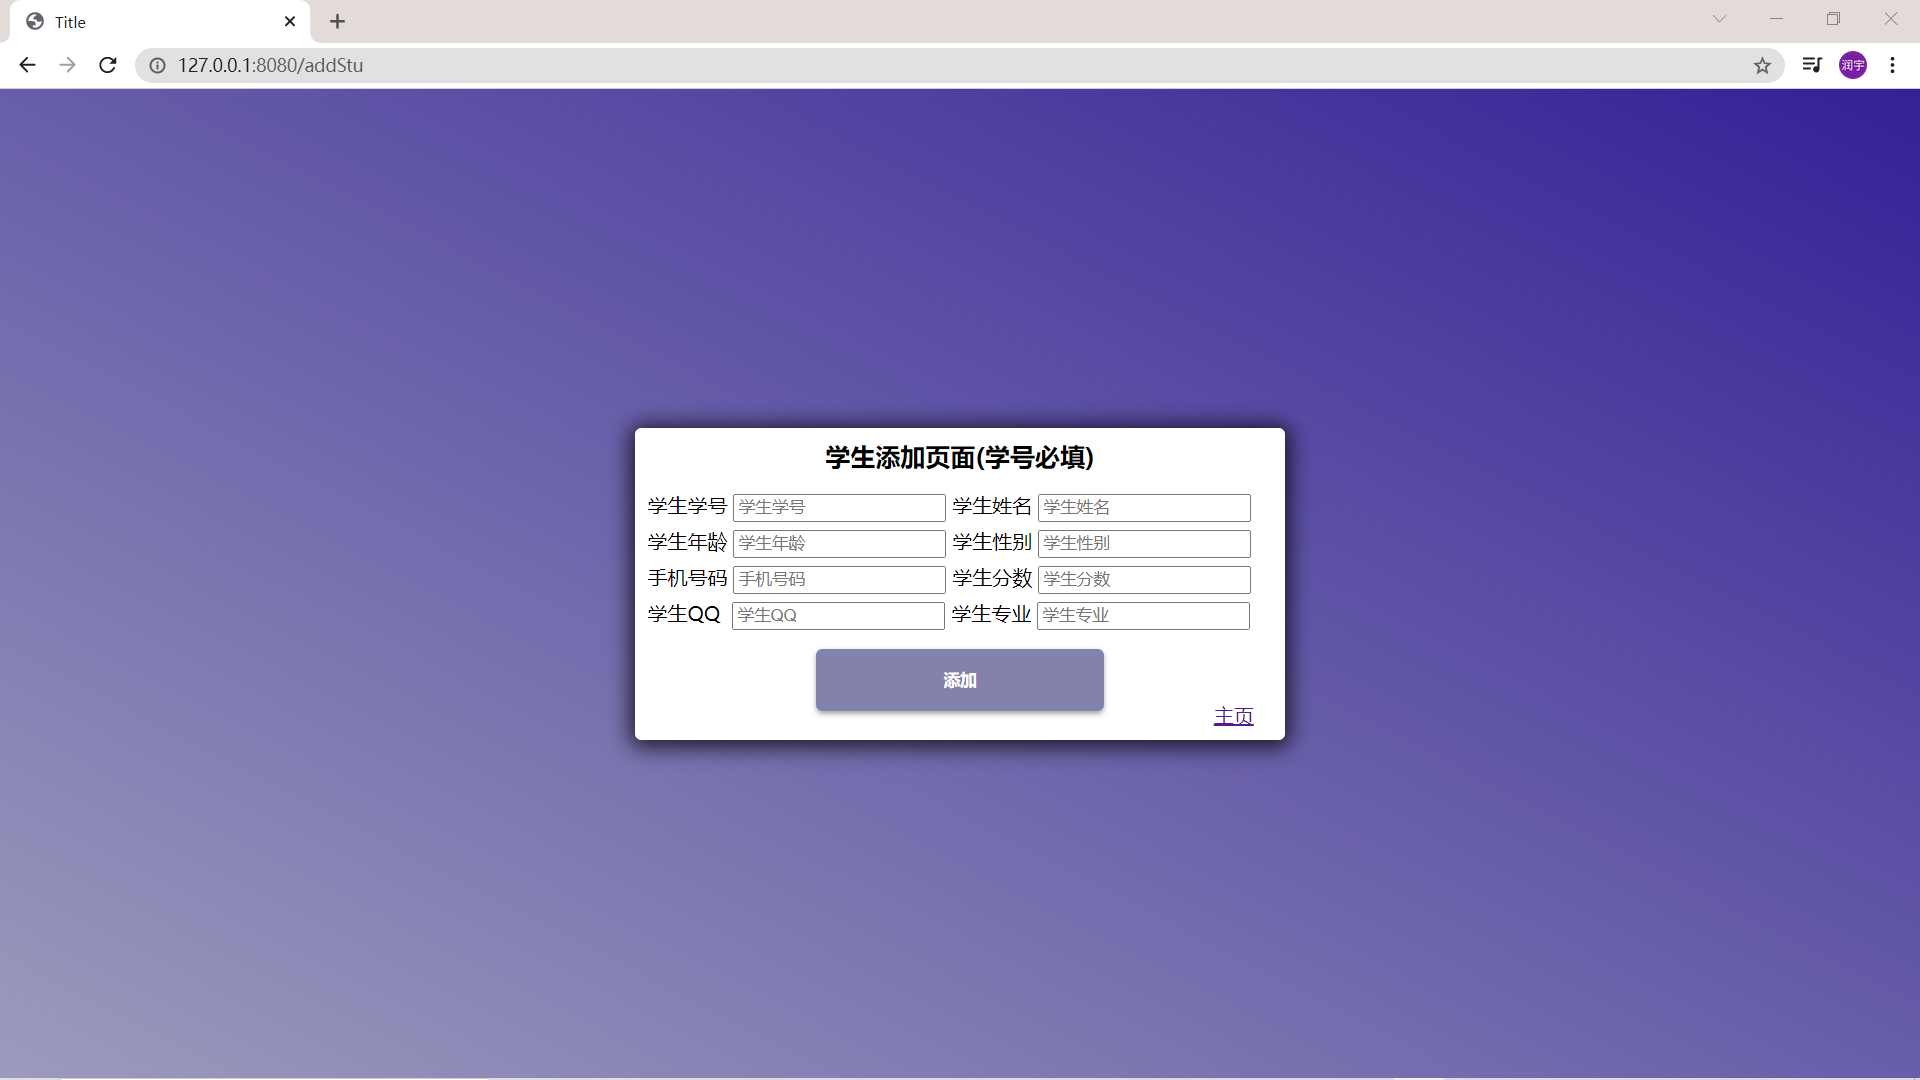 Title
127.0.0.1:8080/addStu
润宇
学生添加页面(学号必填)
学生学号 学生学号 学生姓名 学生姓名
学生年龄 学生年龄 学生性别 学生性别
手机号码 手机号码 学生分数 学生分数
学生QQ 学生QQ 学生专业 学生专业
添加
主页